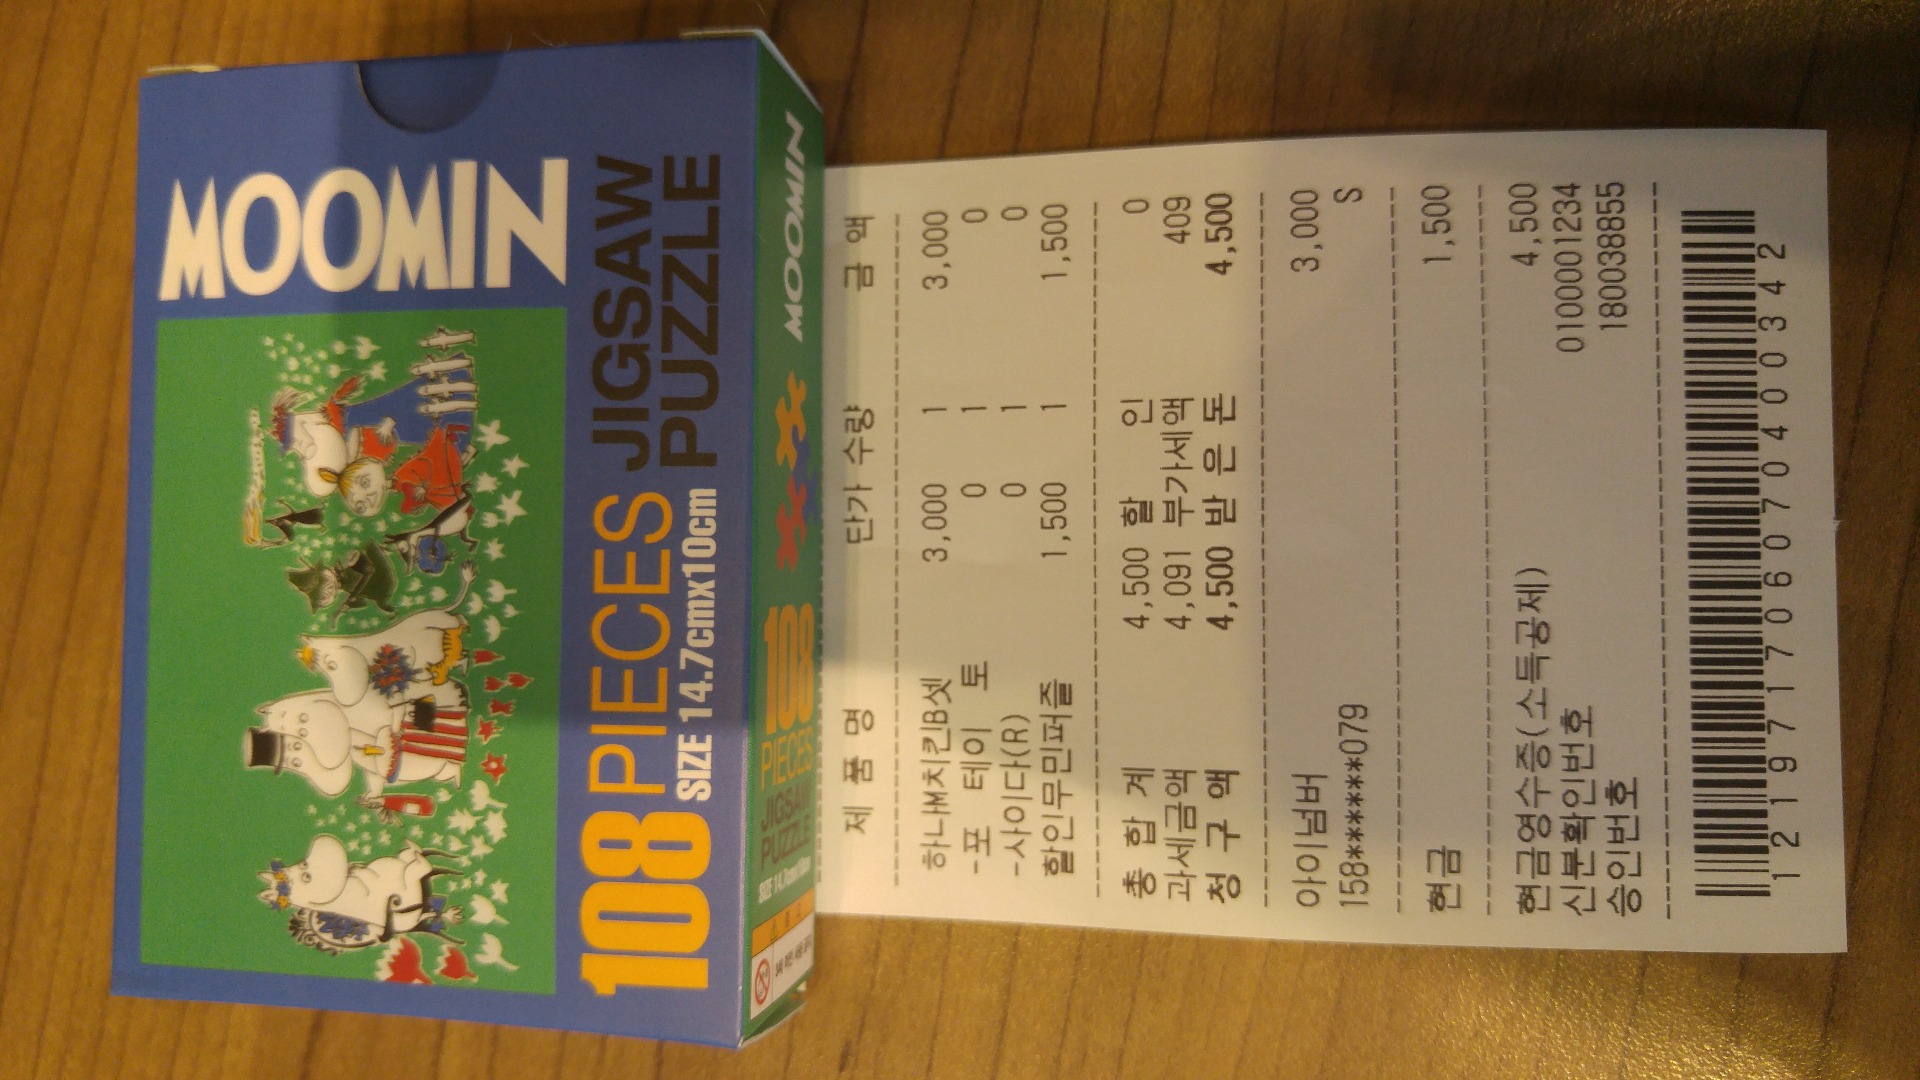 MOOMIN
108 PIECES JIGSAW
PUZZLE
SIZE 14.7cmx10cm
MOOMIN
108
PIECES
JIGSAW
PUZZLE
제 품 명 단가 수량 금 액
하나M치킨B셋 3,000 1 3,000
-포 테이 토 0 1 0
-사이다(R) 0 1 0
할인무민퍼즐 1,500 1 1,500
총 합 계 4,500 할 인 0
과세금액 4,091 부가세액 409
청 구 액 4,500 받 은 돈 4,500
아이넘버 3,000
158******079 S
현금 1,500
현금영수증(소득공제) 4,500
신분확인번호 0100001234
승인번호 180038855
1219717060704000342